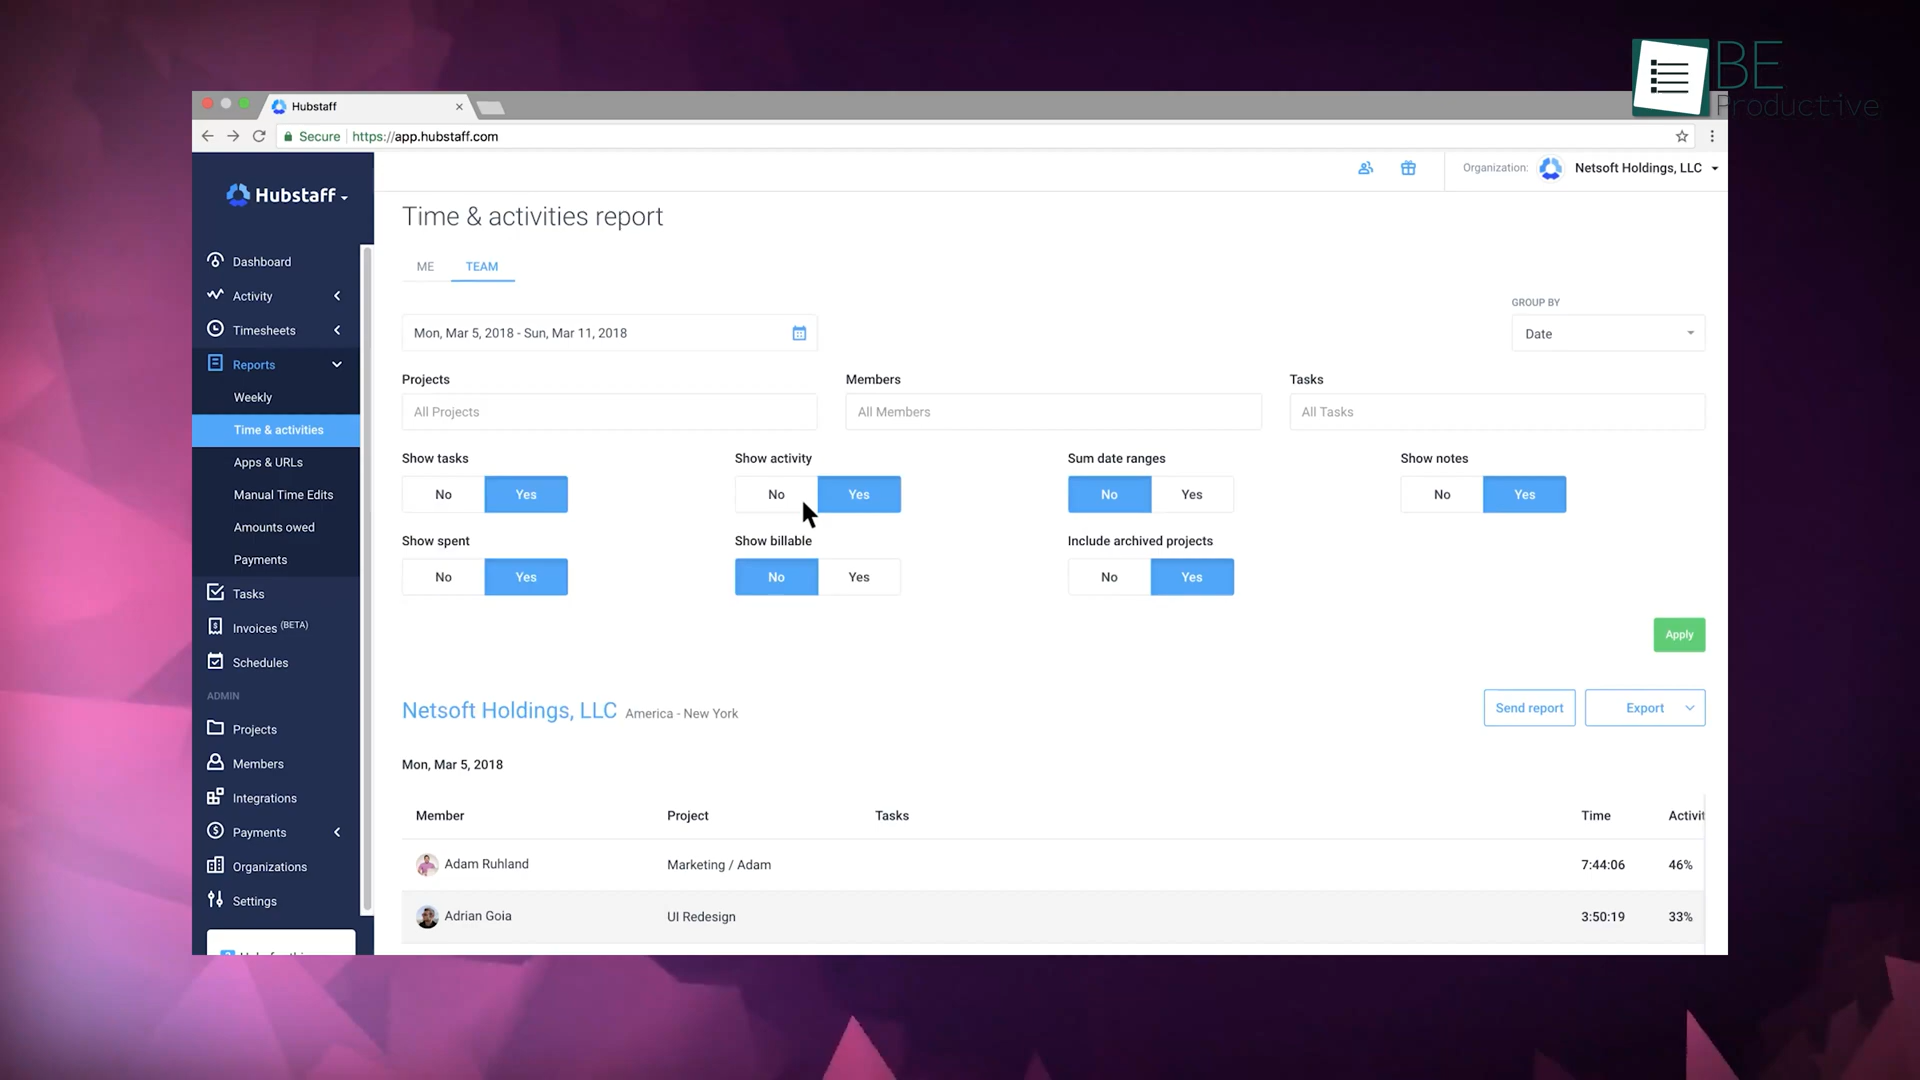 BE
Productive
Hubstaff
Secure https://app.hubstaff.com
Organization: Netsoft Holdings, LLC
Hubstaff
Dashboard
Activity
Timesheets
Reports
Weekly
Time & activities
Apps & URLs
Manual Time Edits
Amounts owed
Payments
Tasks
Invoices (BETA)
Schedules
ADMIN
Projects
Members
Integrations
Payments
Organizations
Settings
Time & activities report
ME TEAM
GROUP BY
Mon, Mar 5, 2018 - Sun, Mar 11, 2018
Date
Projects Members Tasks
All Projects All Members All Tasks
Show tasks Show activity Sum date ranges Show notes
No Yes No Yes No Yes No Yes
Show spent Show billable Include archived projects
No Yes No Yes No Yes
Apply
Netsoft Holdings, LLC America - New York
Send report Export
Mon, Mar 5, 2018
Member Project Tasks Time Activit
Adam Ruhland Marketing / Adam 7:44:06 46%
Adrian Goia UI Redesign 3:50:19 33%